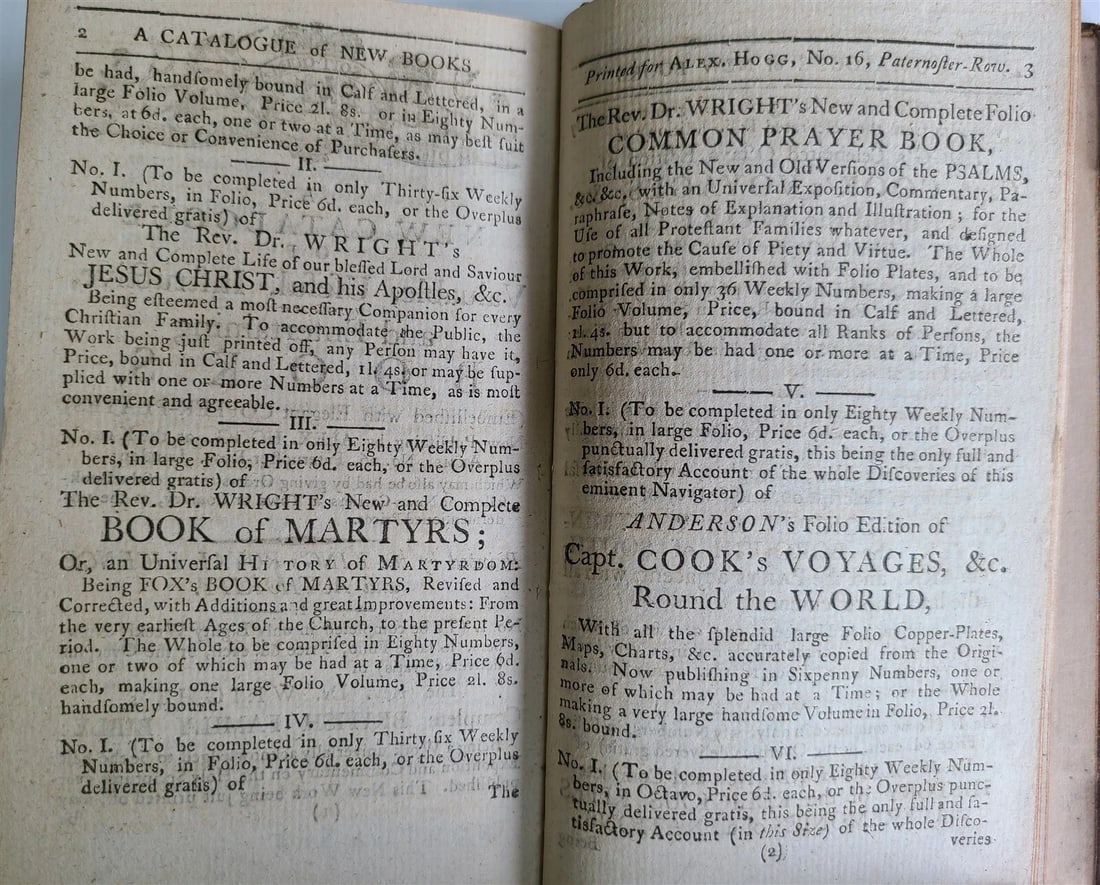 2 A CATALOGUE of NEW BOOKS
be had, handſomely bound in Calf and Lettered, in a
large Folio Volume, Price 2l. 8s. or in Eighty Num-
bers, at 6d. each, one or two at a Time, as may beſt ſuit
the Choice or Convenience of Purchaſers.
II.
No. I. (To be completed in only Thirty-ſix Weekly
Numbers, in Folio, Price 6d. each, or the Overplus
delivered gratis) of
The Rev. Dr. WRIGHT's
New and Complete Life of our bleſſed Lord and Saviour
JESUS CHRIST, and his Apoſtles, &c.
Being eſteemed a moſt neceſſary Companion for every
Chriſtian Family. To accommodate the Public, the
Work being juſt printed off, any Perſon may have it,
Price, bound in Calf and Lettered, 1l. 4s. or may be ſup-
plied with one or more Numbers at a Time, as is moſt
convenient and agreeable.
III.
No. I. (To be completed in only Eighty Weekly Num-
bers, in large Folio, Price 6d. each, or the Overplus
delivered gratis) of
The Rev. Dr. WRIGHT's New and Complete
BOOK of MARTYRS;
Or, an Univerſal HI TORY of MARTYRDOM:
Being FOX's BOOK of MARTYRS, Reviſed and
Corrected, with Additions and great Improvements: From
the very earlieſt Ages of the Church, to the preſent Pe-
riod. The Whole to be compriſed in Eighty Numbers,
one or two of which may be had at a Time, Price 6d.
each, making one large Folio Volume, Price 2l. 8s.
handſomely bound.
IV.
No. I. (To be completed in only Thirty ſix Weekly
Numbers, in Folio, Price 6d. each, or the Overplus
delivered gratis) of
The
Printed for ALEX. HOGG, No. 16, Paternoſter-Row. 3
The Rev. Dr. WRIGHT's New and Complete Folio
COMMON PRAYER BOOK,
Including the New and Old Verſions of the PSALMS,
&c. &c. with an Univerſal Expoſition, Commentary, Pa-
raphraſe, Notes of Explanation and Illuſtration; for the
Uſe of all Proteſtant Families whatever, and deſigned
to promote the Cauſe of Piety and Virtue. The Whole
of this Work, embelliſhed with Folio Plates, and to be
compriſed in only 36 Weekly Numbers, making a large
Folio Volume, Price, bound in Calf and Lettered,
1l. 4s. but to accommodate all Ranks of Perſons, the
Numbers may be had one or more at a Time, Price
only 6d. each.
V.
No. I. (To be completed in only Eighty Weekly Num-
bers, in large Folio, Price 6d. each, or the Overplus
punctually delivered gratis, this being the only full and
ſatisfactory Account of the whole Diſcoveries of this
eminent Navigator) of
ANDERSON's Folio Edition of
Capt. COOK's VOYAGES, &c.
Round the WORLD,
With all the ſplendid large Folio Copper-Plates,
Maps, Charts, &c. accurately copied from the Origi-
nals. Now publiſhing in Sixpenny Numbers, one or
more of which may be had at a Time; or the Whole
making a very large handſome Volume in Folio, Price 2l.
8s. bound.
VI.
No. I. (To be completed in only Eighty Weekly Num-
bers, in Octavo, Price 6d. each, or the Overplus punc-
tually delivered gratis, this being the only full and ſa-
tisfactory Account (in this Size) of the whole Diſco-
(2) veries